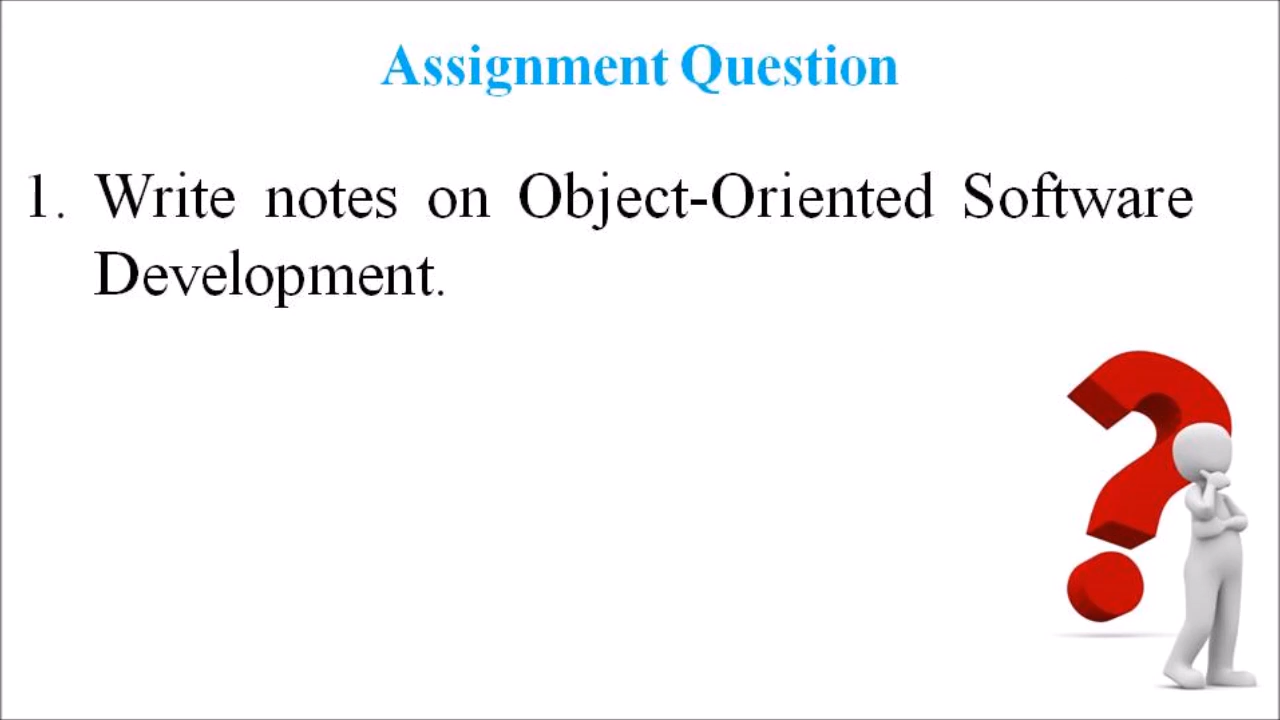 Assignment Question
1. Write notes on Object-Oriented Software
Development.